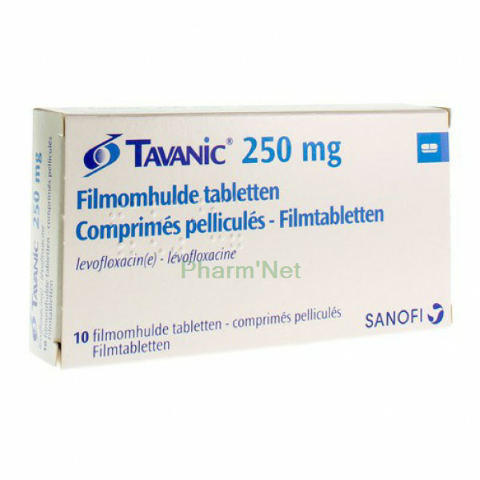 TAVANIC® 250 mg
Filmomhulde tabletten
Comprimés pelliculés - Filmtabletten
levofloxacin(e) - lévofloxacine
Pharm'Net
10 filmomhulde tabletten - comprimés pelliculés
Filmtabletten
SANOFI
TAVANIC® 250 mg